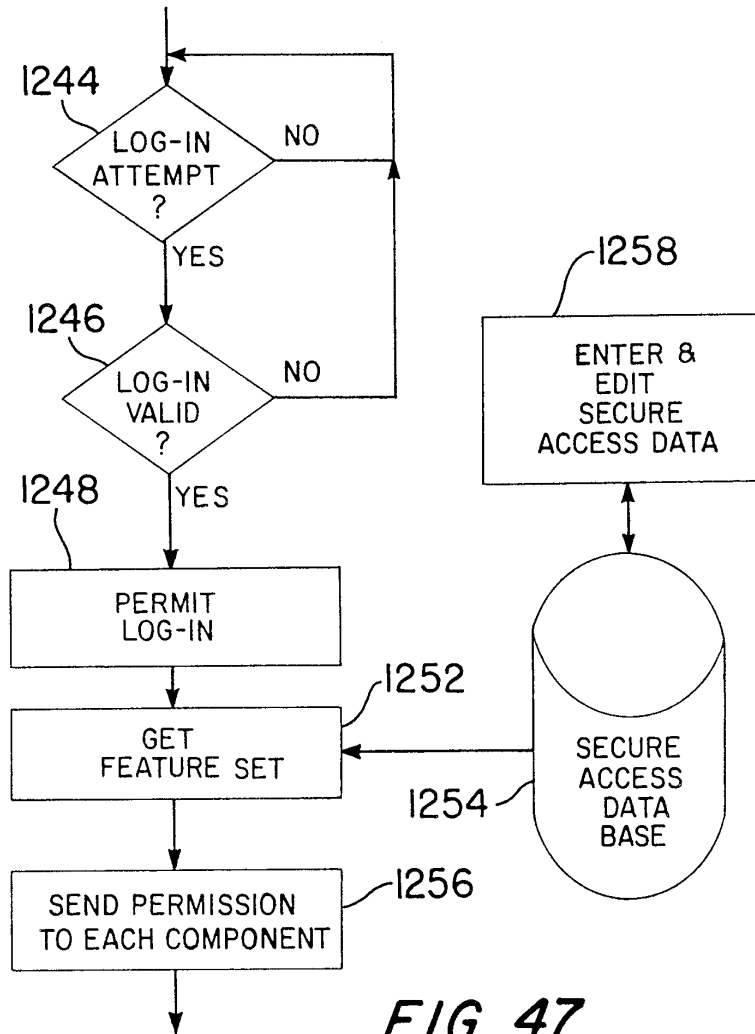 1244
LOG-IN
ATTEMPT
?
NO
YES
1246
LOG-IN
VALID
?
NO
YES
1248
PERMIT
LOG-IN
1252
GET
FEATURE SET
1256
SEND PERMISSION
TO EACH COMPONENT
1258
ENTER &
EDIT
SECURE
ACCESS DATA
1254
SECURE
ACCESS
DATA
BASE
FIG 47